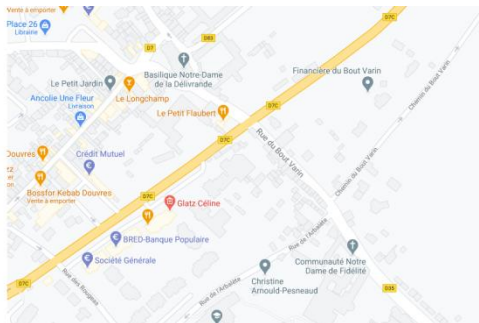 Vente à emporter
Place 26
Librairie
D7
D83
D7C
Basilique Notre-Dame
de la Délivrande
Financière du Bout Varin
Le Petit Jardin
Le Longchamp
Ancolie Une Fleur
Livraison
Le Petit Flaubert
D7C
D7C
Rue du Bout Varin
Chemin du Bout Varin
Chemin du Bout Varin
Douvres
Crédit Mutuel
Bossfor Kebab Douvres
Vente à emporter
D7C
Glatz Céline
BRED-Banque Populaire
Société Générale
Rue de l'Arbalète
Communauté Notre
Dame de Fidélité
Christine
Arnould-Pesneaud
Rue des Rougeux
Rue de l'Arbalète
D7C
D35